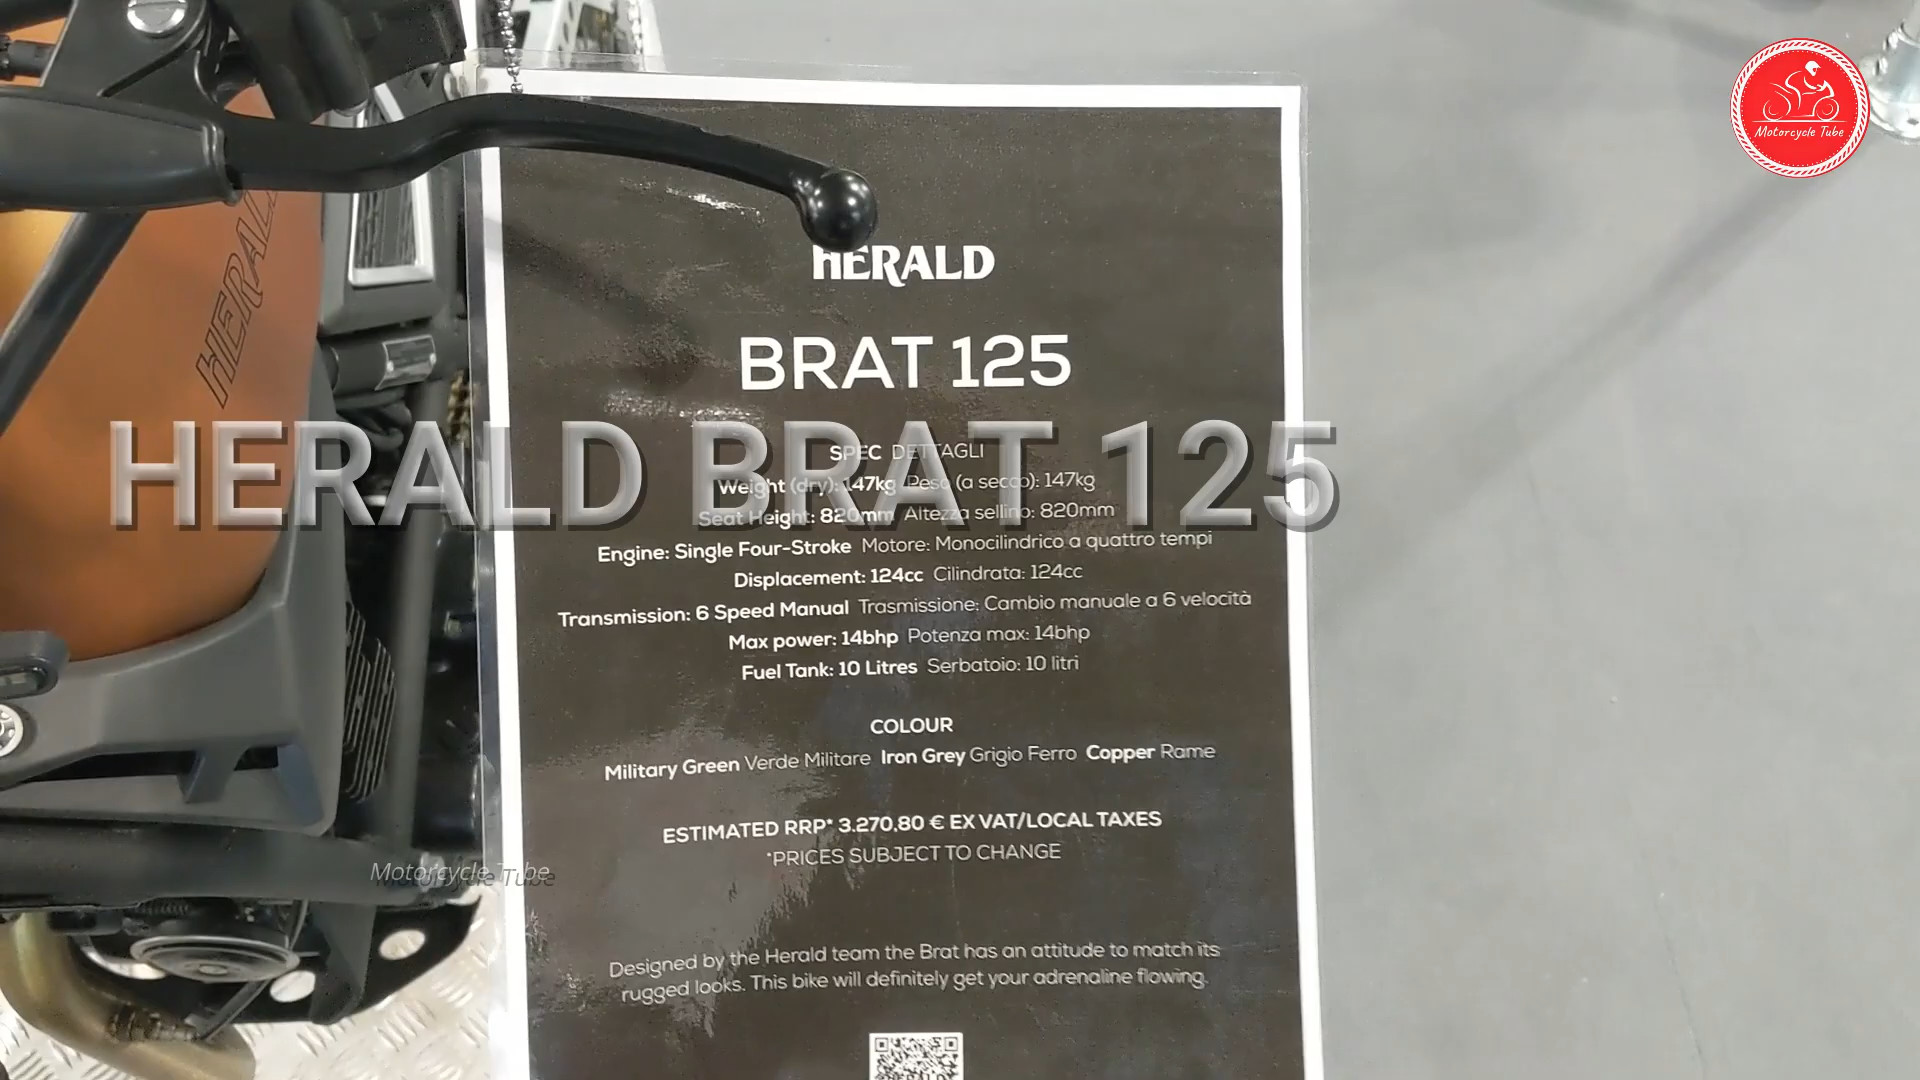 Motorcycle Tube
HERALD
HERALD
BRAT 125
HERALD BRAT 125
SPEC DETTAGLI
Weight (dry): 147kg Peso (a secco): 147kg
Seat Height: 820mm Altezza sellino: 820mm
Engine: Single Four-Stroke Motore: Monocilindrico a quattro tempi
Displacement: 124cc Cilindrata: 124cc
Transmission: 6 Speed Manual Trasmissione: Cambio manuale a 6 velocità
Max power: 14bhp Potenza max: 14bhp
Fuel Tank: 10 Litres Serbatoio: 10 litri
COLOUR
Military Green Verde Militare Iron Grey Grigio Ferro Copper Rame
ESTIMATED RRP* 3.270,80 € EX VAT/LOCAL TAXES
*PRICES SUBJECT TO CHANGE
Motorcycle Tube
Designed by the Herald team the Brat has an attitude to match its
rugged looks. This bike will definitely get your adrenaline flowing.